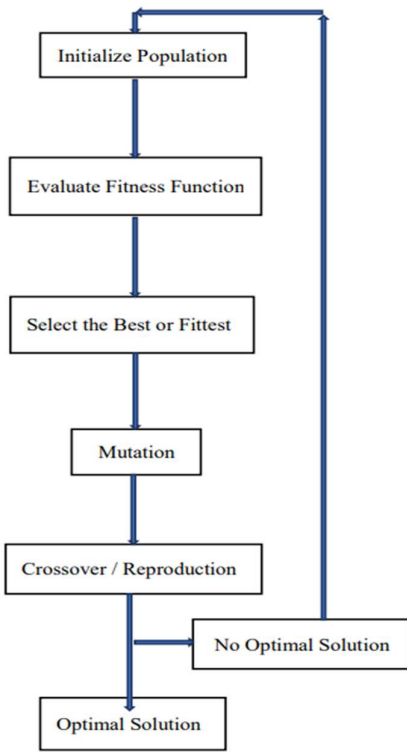 Initialize Population
Evaluate Fitness Function
Select the Best or Fittest
Mutation
Crossover / Reproduction
No Optimal Solution
Optimal Solution